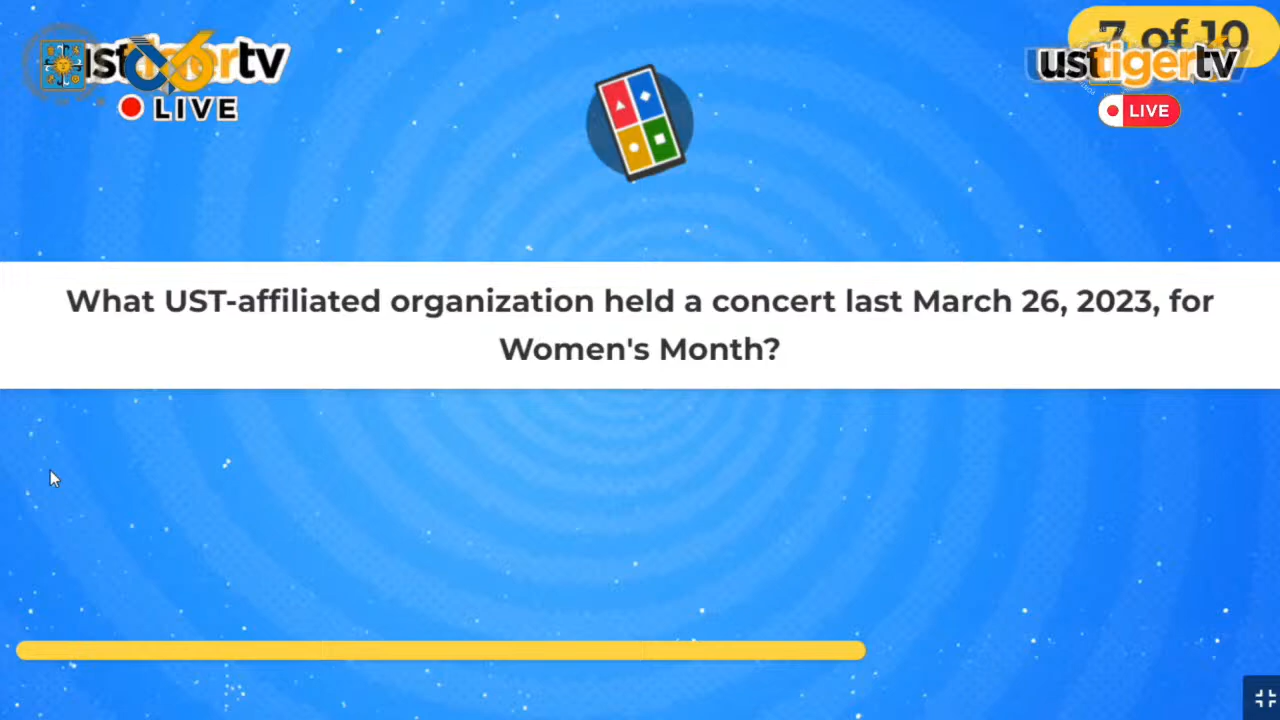 usttigertv
LIVE
7 of 10
usttigertv
LIVE
What UST-affiliated organization held a concert last March 26, 2023, for
Women's Month?